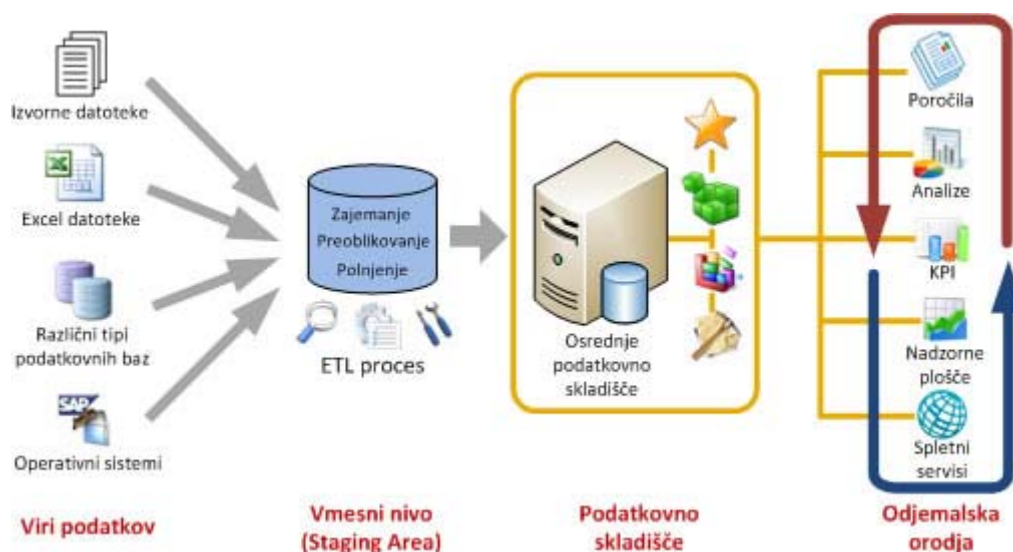 Izvorne datoteke
Excel datoteke
Različni tipi
podatkovnih baz
SAP
Operativni sistemi
Viri podatkov
Zajemanje
Preoblikovanje
Polnjenje
ETL proces
Vmesni nivo
(Staging Area)
Osrednje
podatkovno
skladišče
Podatkovno
skladišče
Poročila
Analize
KPI
Nadzorne
plošče
Spletni
servisi
Odjemalska
orodja